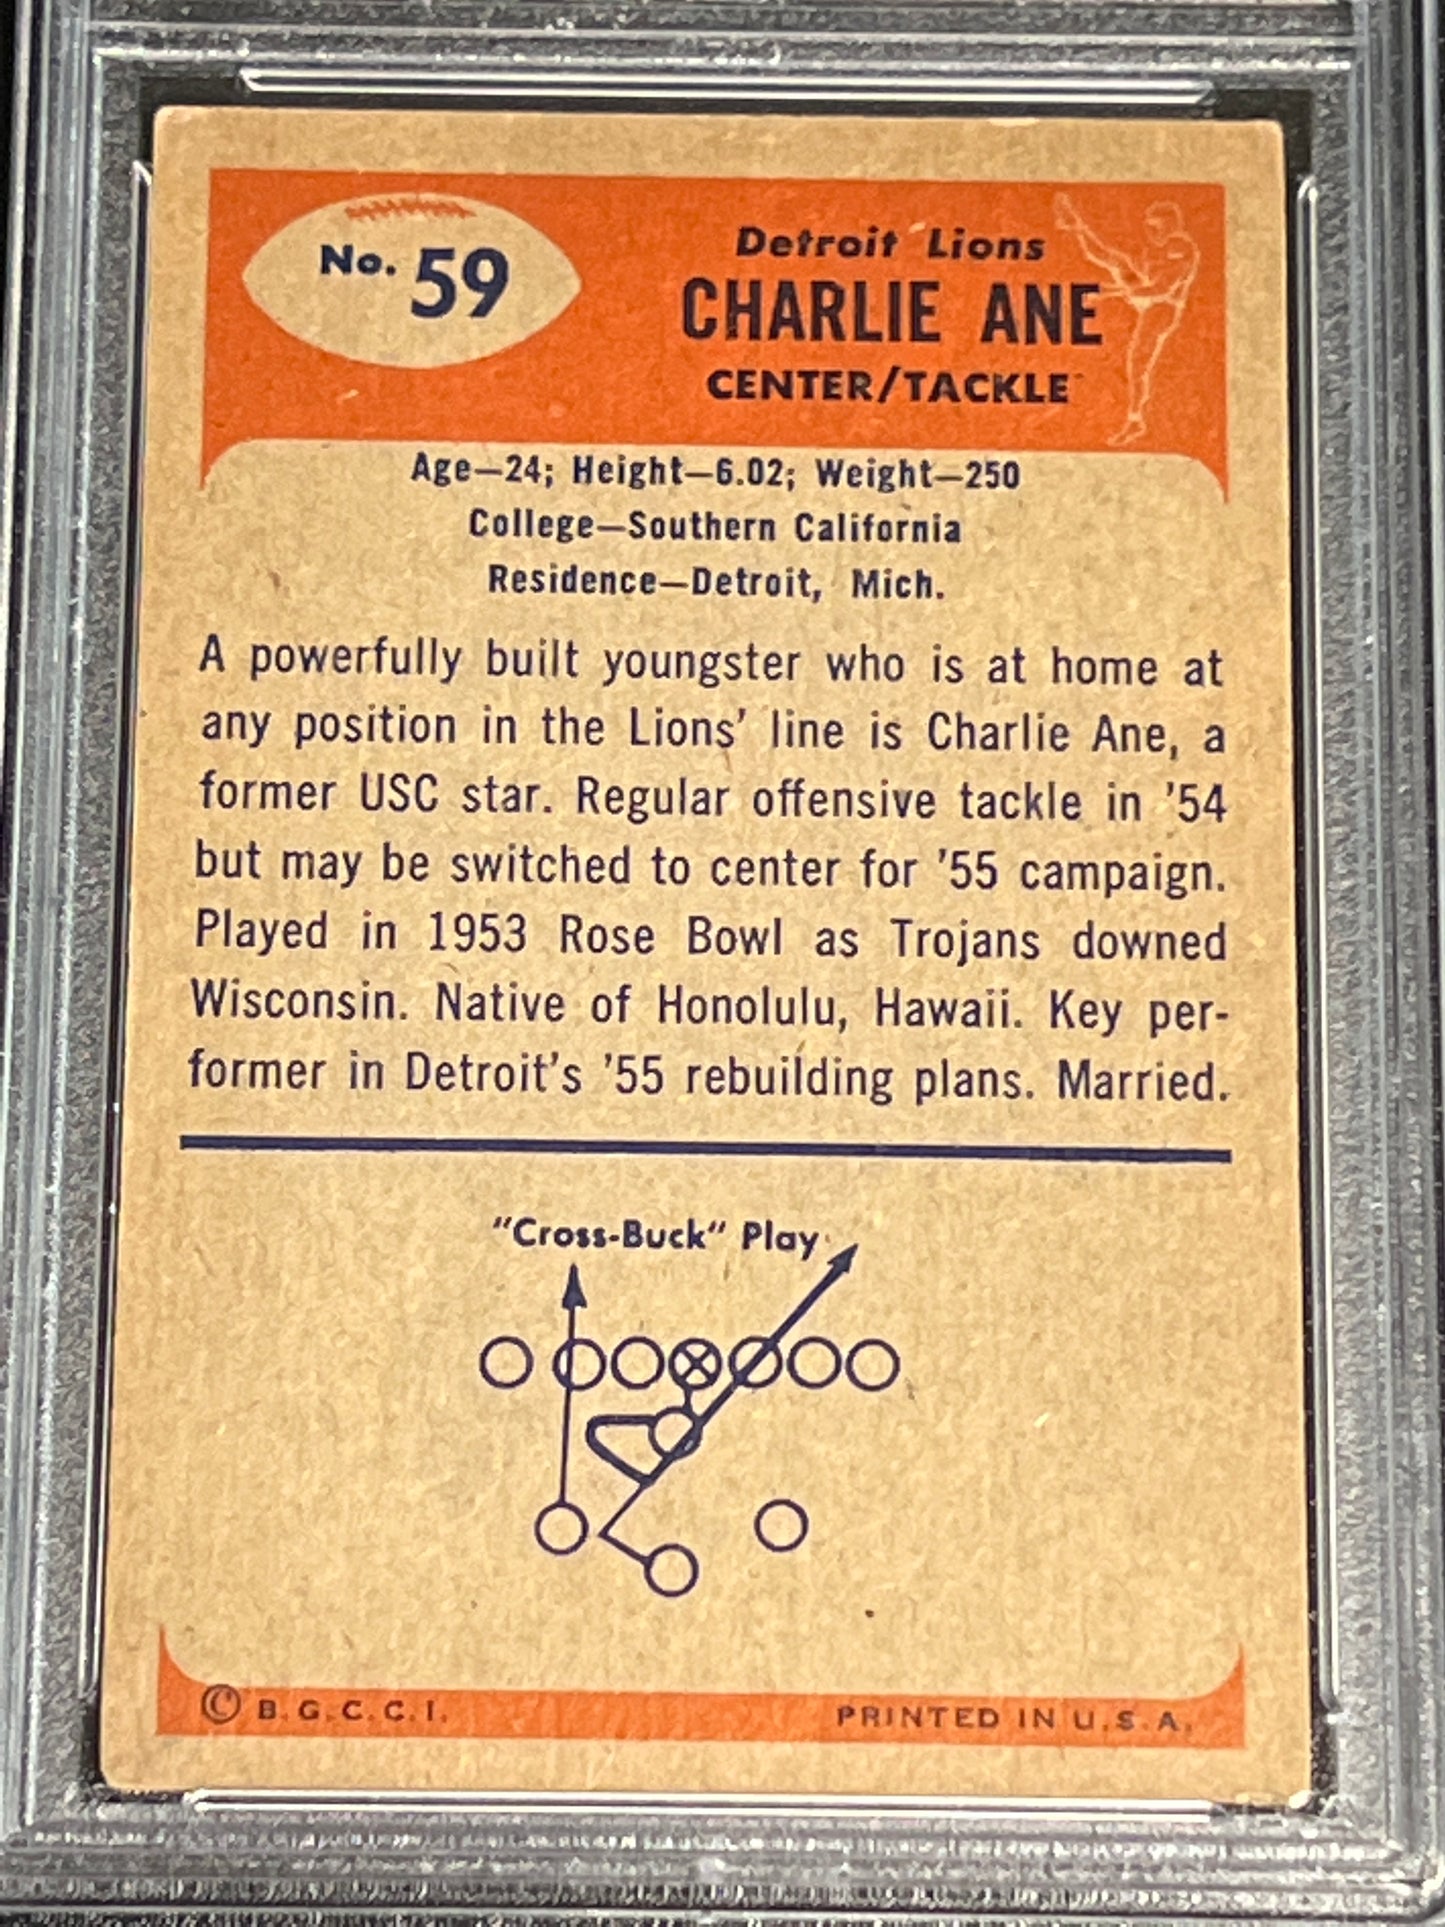 No. 59
Detroit Lions
CHARLIE ANE
CENTER/TACKLE
Age—24; Height—6.02; Weight—250
College—Southern California
Residence—Detroit, Mich.
A powerfully built youngster who is at home at
any position in the Lions' line is Charlie Ane, a
former USC star. Regular offensive tackle in '54
but may be switched to center for '55 campaign.
Played in 1953 Rose Bowl as Trojans downed
Wisconsin. Native of Honolulu, Hawaii. Key per-
former in Detroit's '55 rebuilding plans. Married.
"Cross-Buck" Play
© B.G.C.C.I.
PRINTED IN U.S.A.